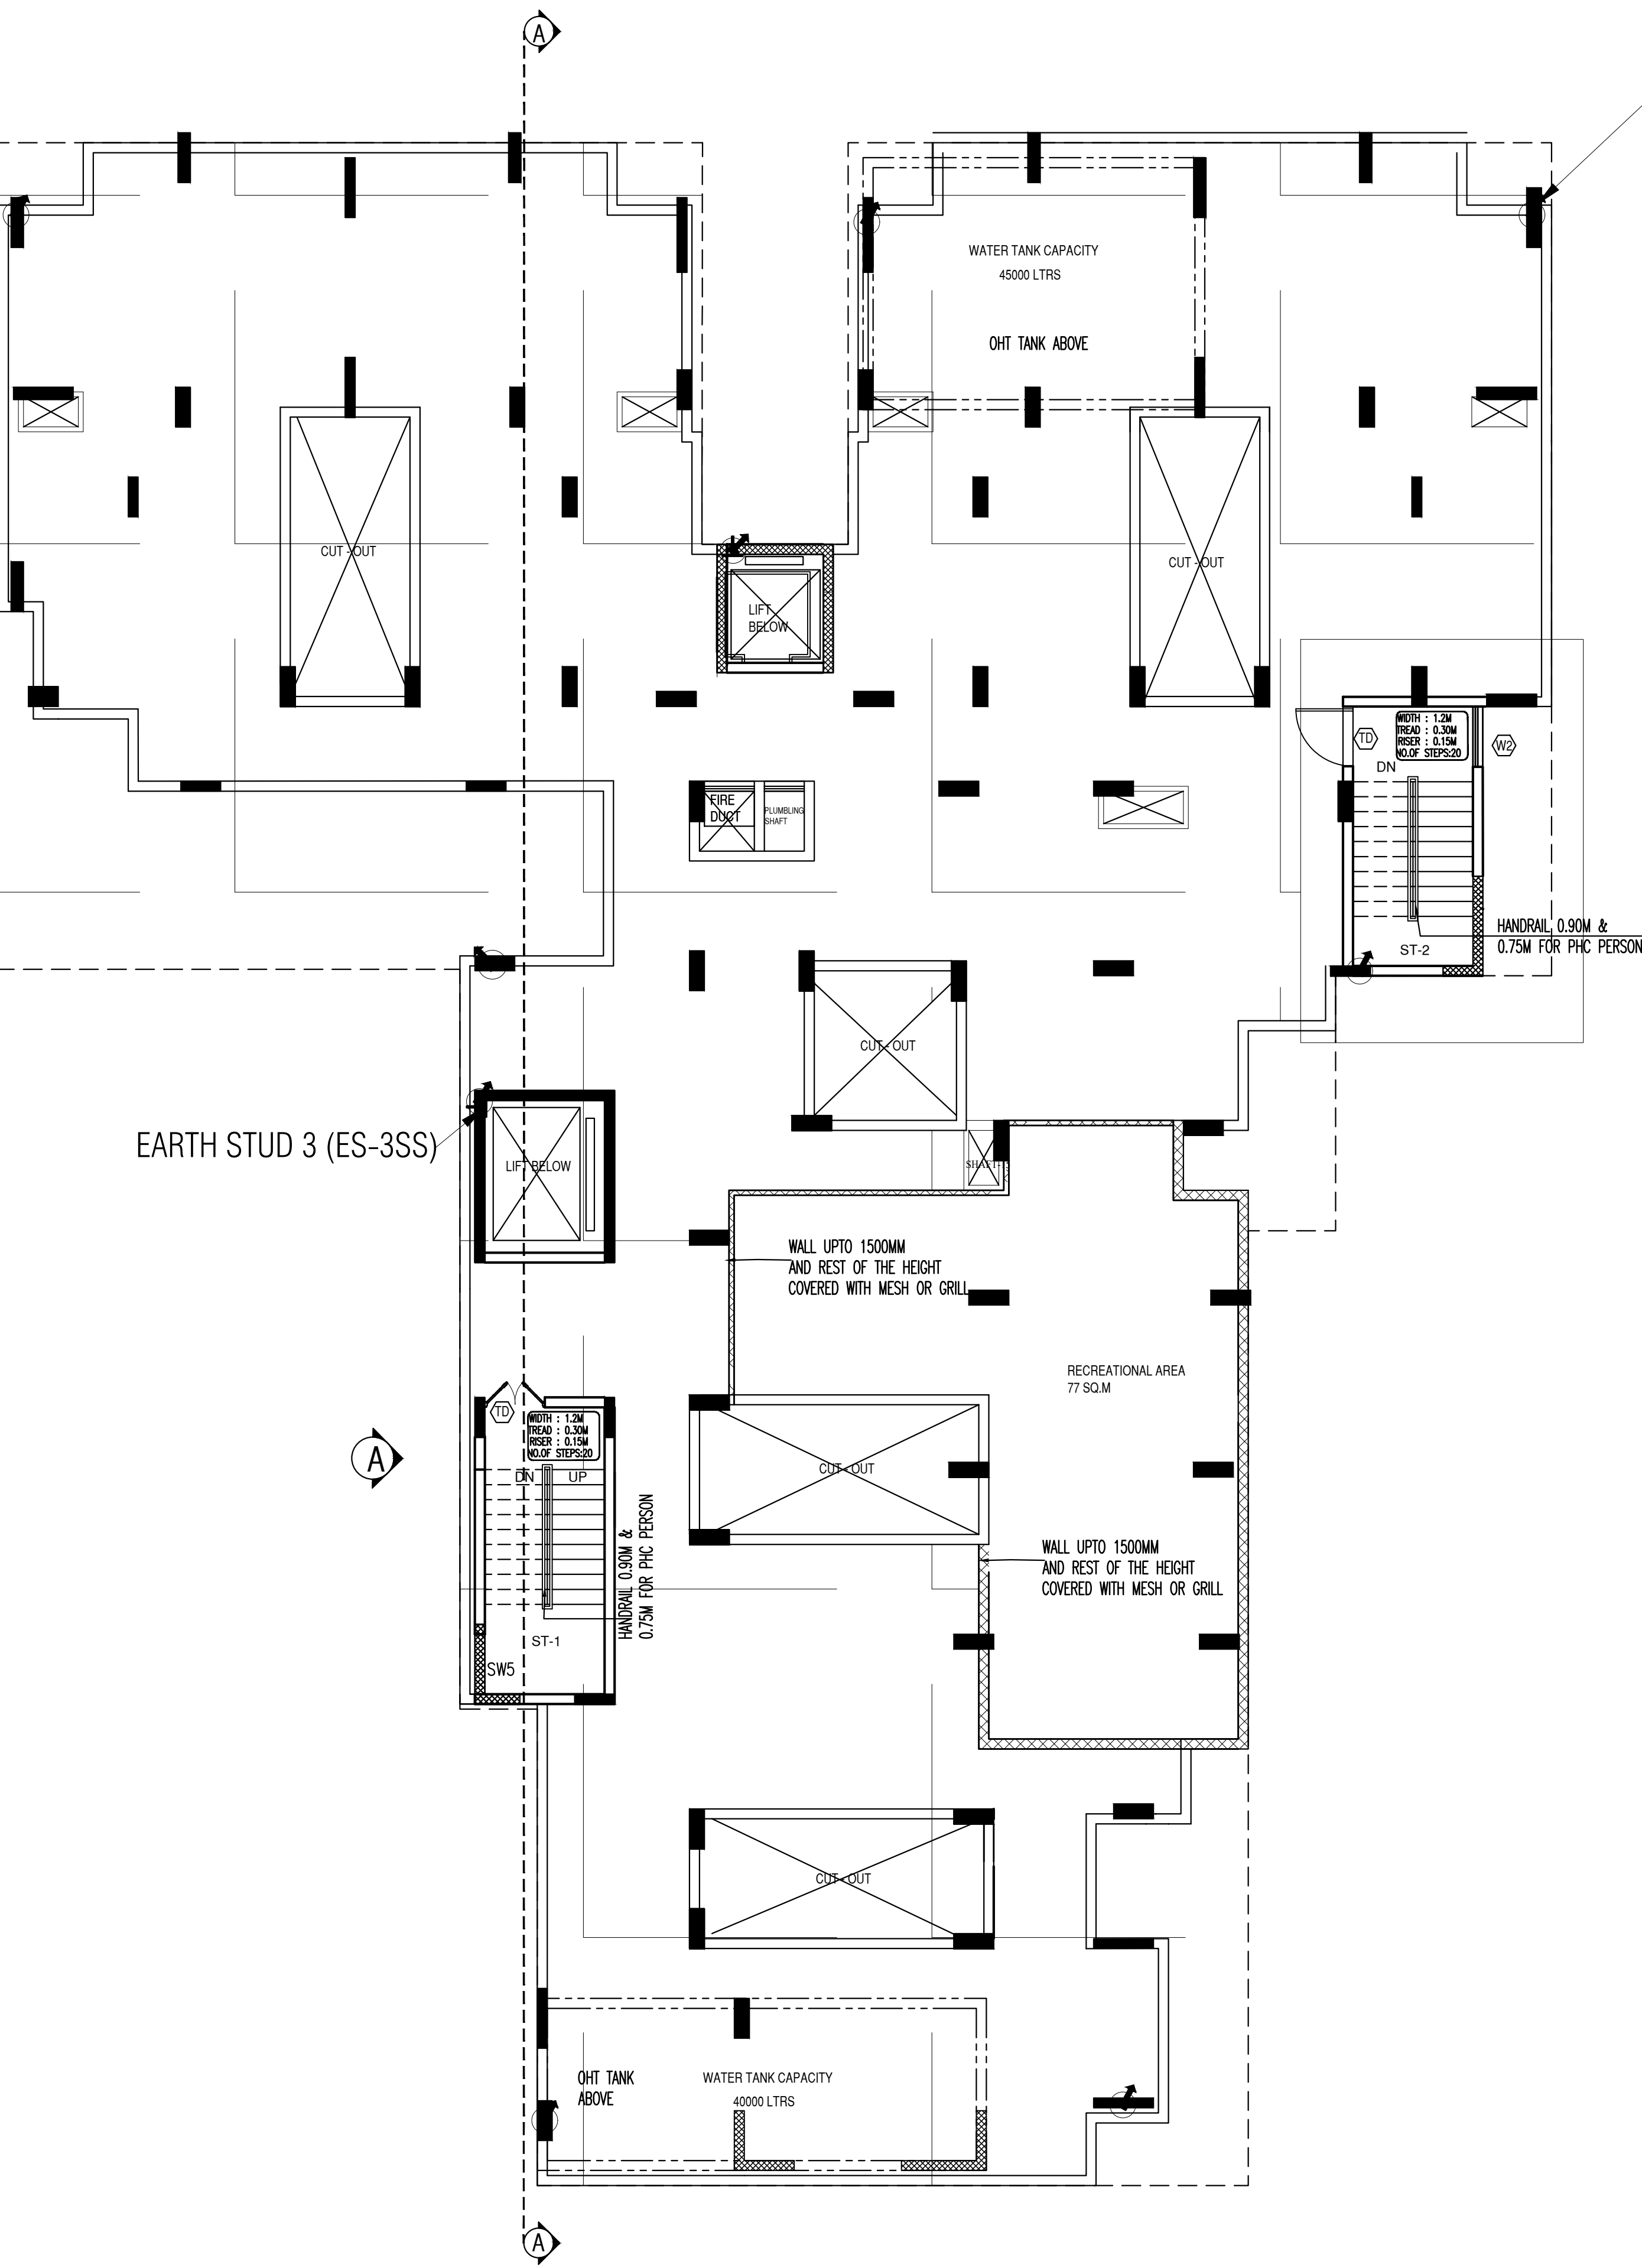 A
WATER TANK CAPACITY
45000 LTRS
OHT TANK ABOVE
CUT - OUT
CUT - OUT
LIFT
BELOW
WIDTH : 1.2M
TREAD : 0.30M
RISER : 0.15M
NO.OF STEPS:20
TD
W2
DN
FIRE
DUCT
PLUMBLING
SHAFT
HANDRAIL 0.90M &
0.75M FOR PHC PERSON
ST-2
CUT - OUT
EARTH STUD 3 (ES-3SS)
LIFT BELOW
WALL UPTO 1500MM
AND REST OF THE HEIGHT
COVERED WITH MESH OR GRILL
RECREATIONAL AREA
77 SQ.M
TD
WIDTH : 1.2M
TREAD : 0.30M
RISER : 0.15M
NO.OF STEPS:20
A
DN
UP
CUT - OUT
HANDRAIL 0.90M &
0.75M FOR PHC PERSON
WALL UPTO 1500MM
AND REST OF THE HEIGHT
COVERED WITH MESH OR GRILL
ST-1
SW5
CUT - OUT
OHT TANK
ABOVE
WATER TANK CAPACITY
40000 LTRS
A